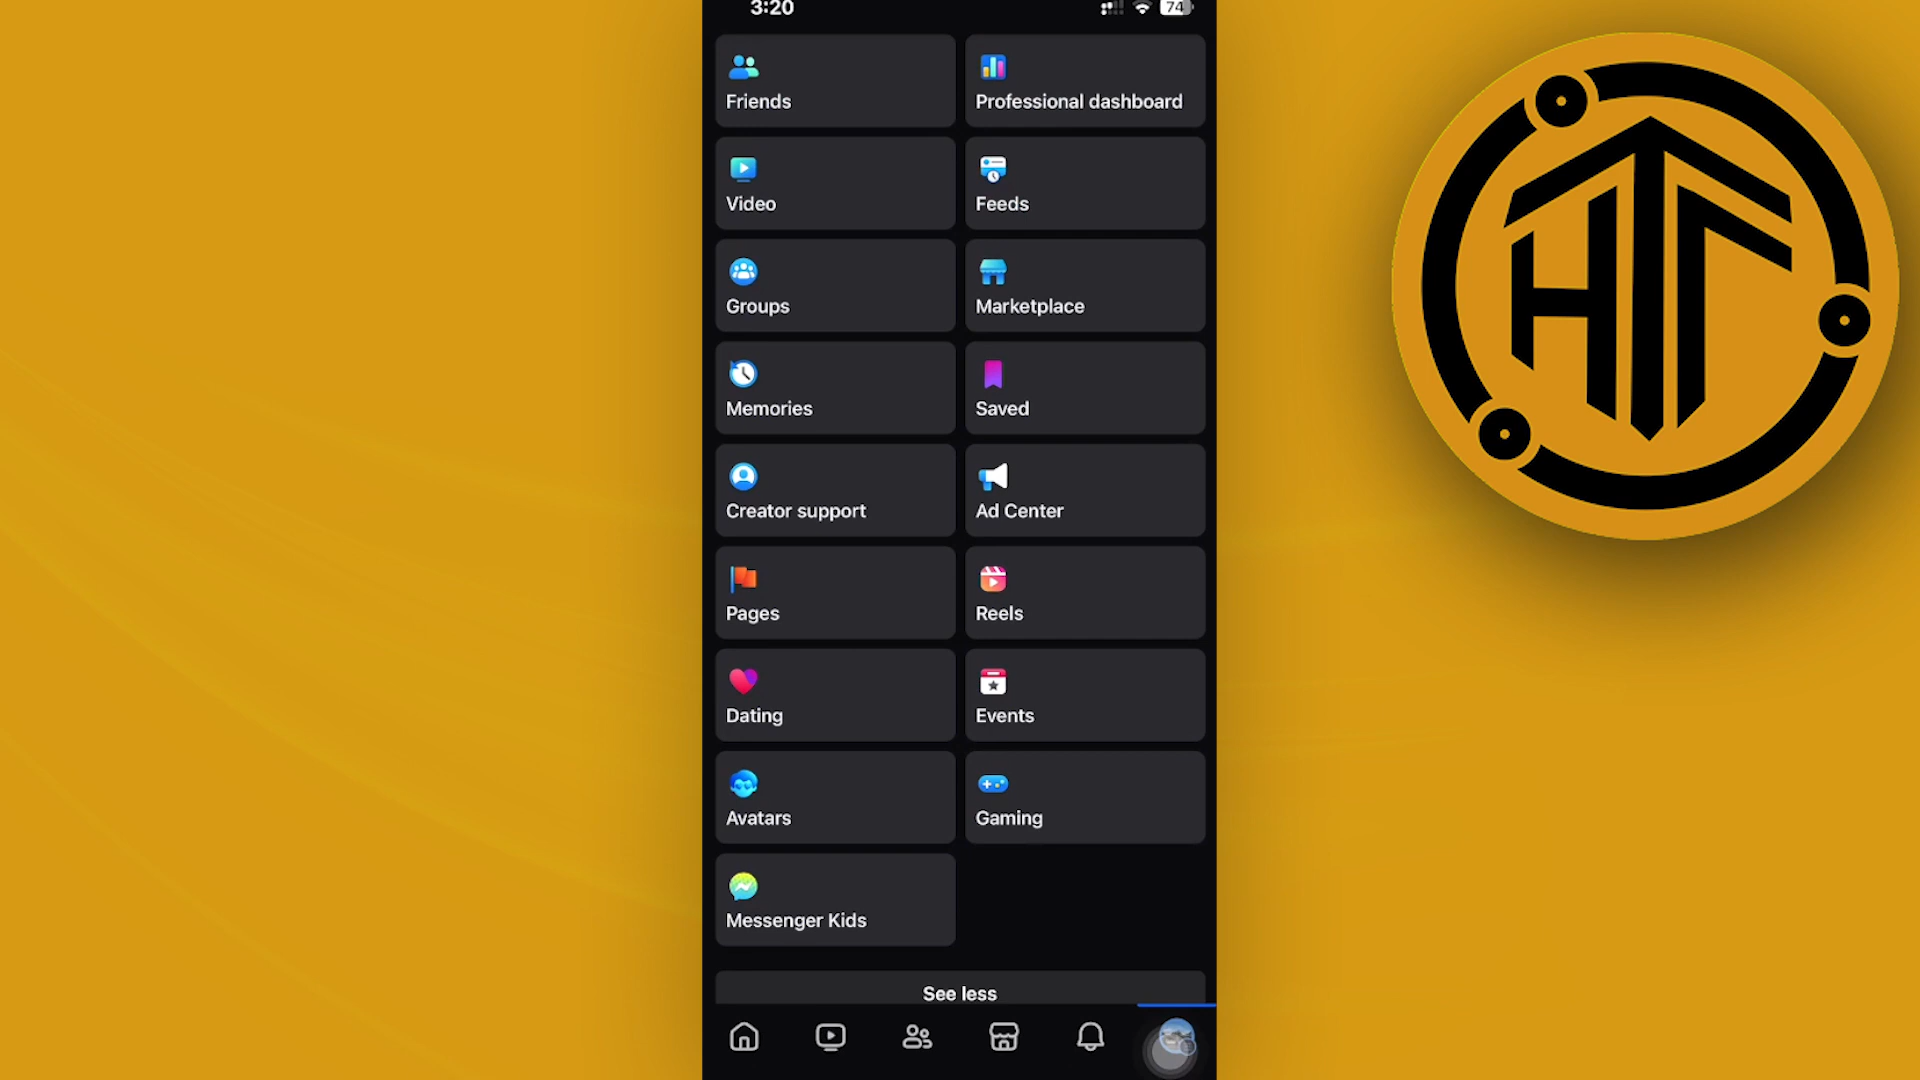 3:20
74
Friends
Professional dashboard
Video
Feeds
Groups
Marketplace
Memories
Saved
Creator support
Ad Center
Pages
Reels
Dating
Events
Avatars
Gaming
Messenger Kids
See less
HT